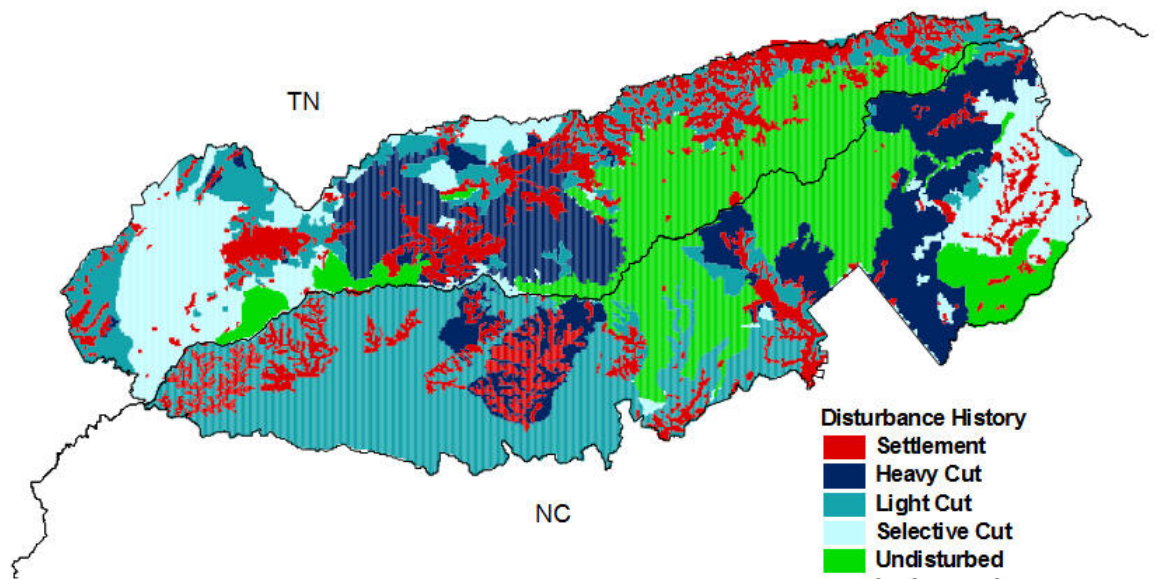 TN
NC
Disturbance History
Settlement
Heavy Cut
Light Cut
Selective Cut
Undisturbed